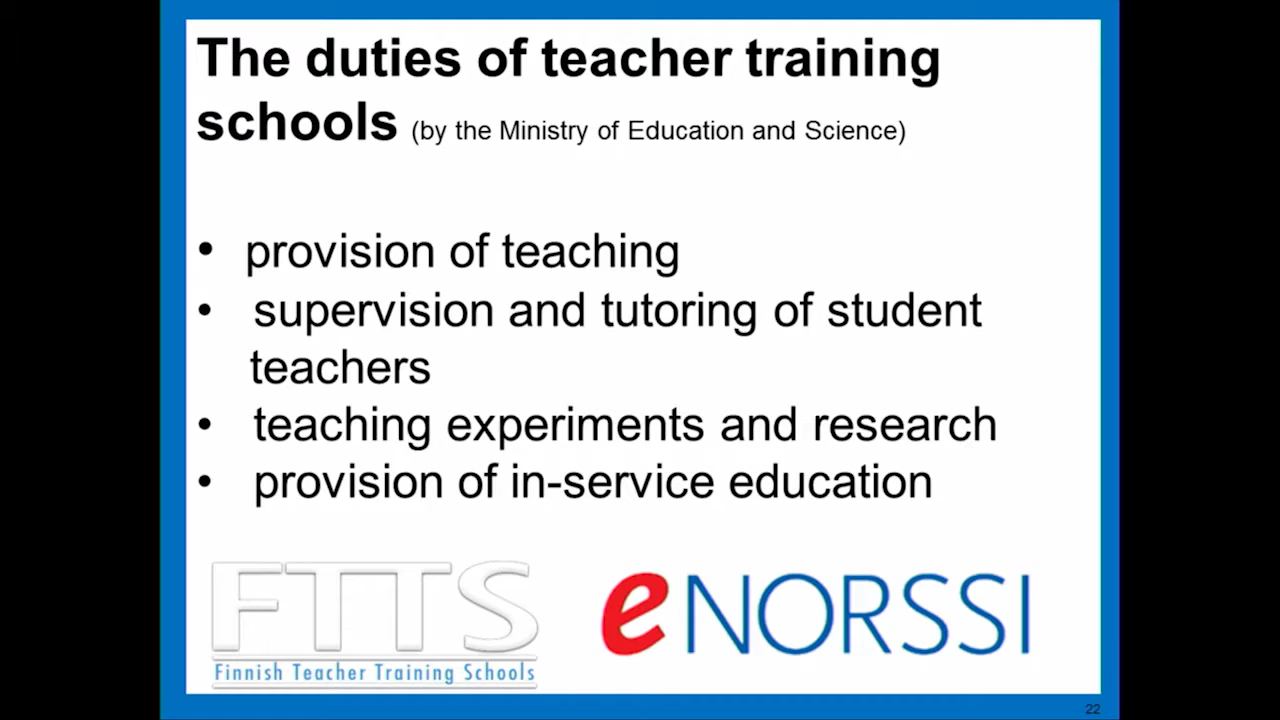 The duties of teacher training
schools (by the Ministry of Education and Science)
• provision of teaching
• supervision and tutoring of student
teachers
• teaching experiments and research
• provision of in-service education
FTTS
Finnish Teacher Training Schools
eNORSSI
22